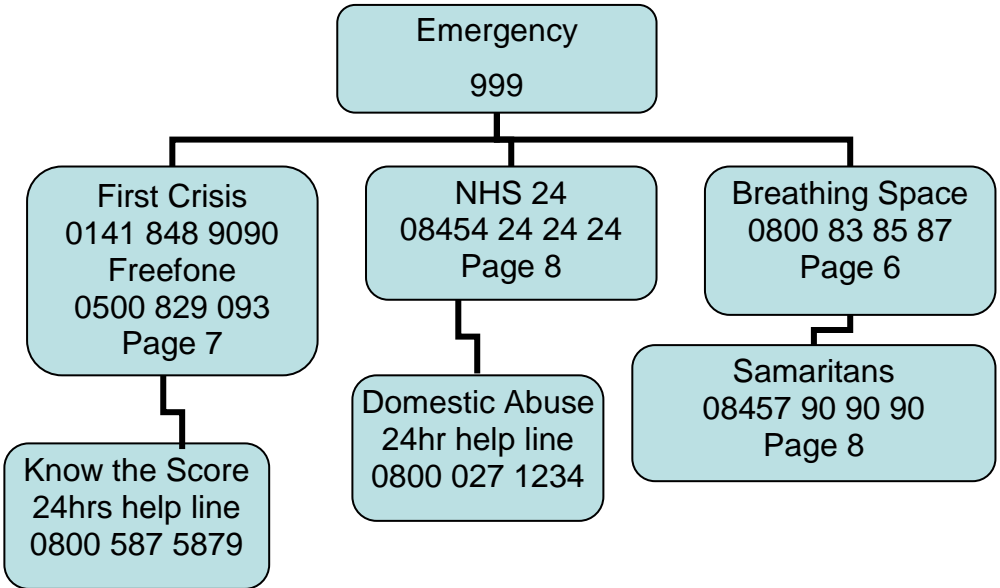 Emergency
999
First Crisis
0141 848 9090
Freefone
0500 829 093
Page 7
NHS 24
08454 24 24 24
Page 8
Breathing Space
0800 83 85 87
Page 6
Know the Score
24hrs help line
0800 587 5879
Domestic Abuse
24hr help line
0800 027 1234
Samaritans
08457 90 90 90
Page 8